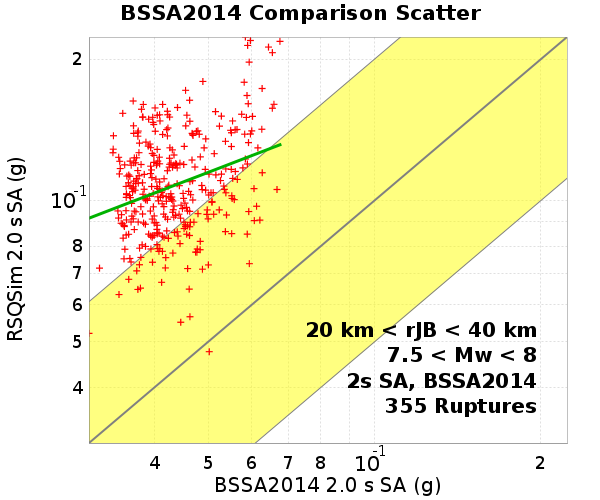 BSSA2014 Comparison Scatter
RSQSim 2.0 s SA (g)
2
10⁻¹
8
7
6
5
4
20 km < rJB < 40 km
7.5 < Mw < 8
2s SA, BSSA2014
355 Ruptures
4 5 6 7 8 10⁻¹ 2
BSSA2014 2.0 s SA (g)